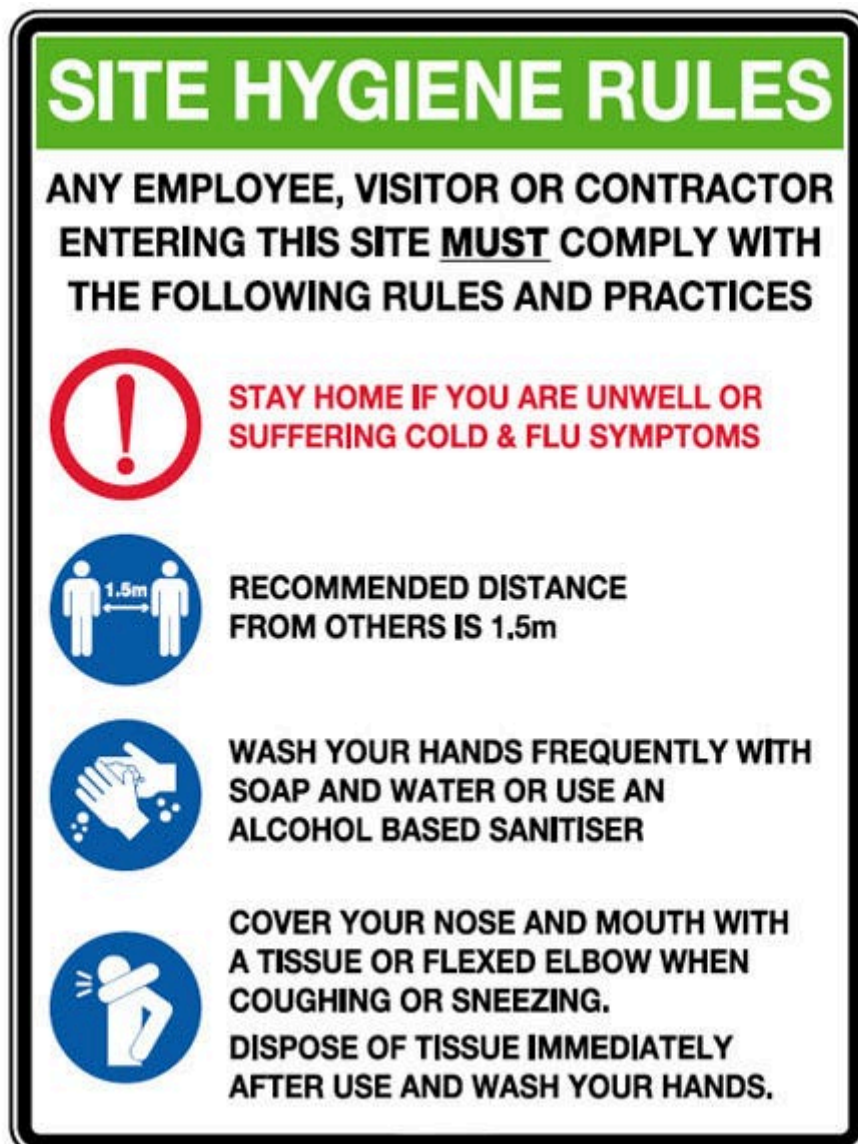 SITE HYGIENE RULES
ANY EMPLOYEE, VISITOR OR CONTRACTOR
ENTERING THIS SITE MUST COMPLY WITH
THE FOLLOWING RULES AND PRACTICES
STAY HOME IF YOU ARE UNWELL OR
SUFFERING COLD & FLU SYMPTOMS
1.5m
RECOMMENDED DISTANCE
FROM OTHERS IS 1.5m
WASH YOUR HANDS FREQUENTLY WITH
SOAP AND WATER OR USE AN
ALCOHOL BASED SANITISER
COVER YOUR NOSE AND MOUTH WITH
A TISSUE OR FLEXED ELBOW WHEN
COUGHING OR SNEEZING.
DISPOSE OF TISSUE IMMEDIATELY
AFTER USE AND WASH YOUR HANDS.